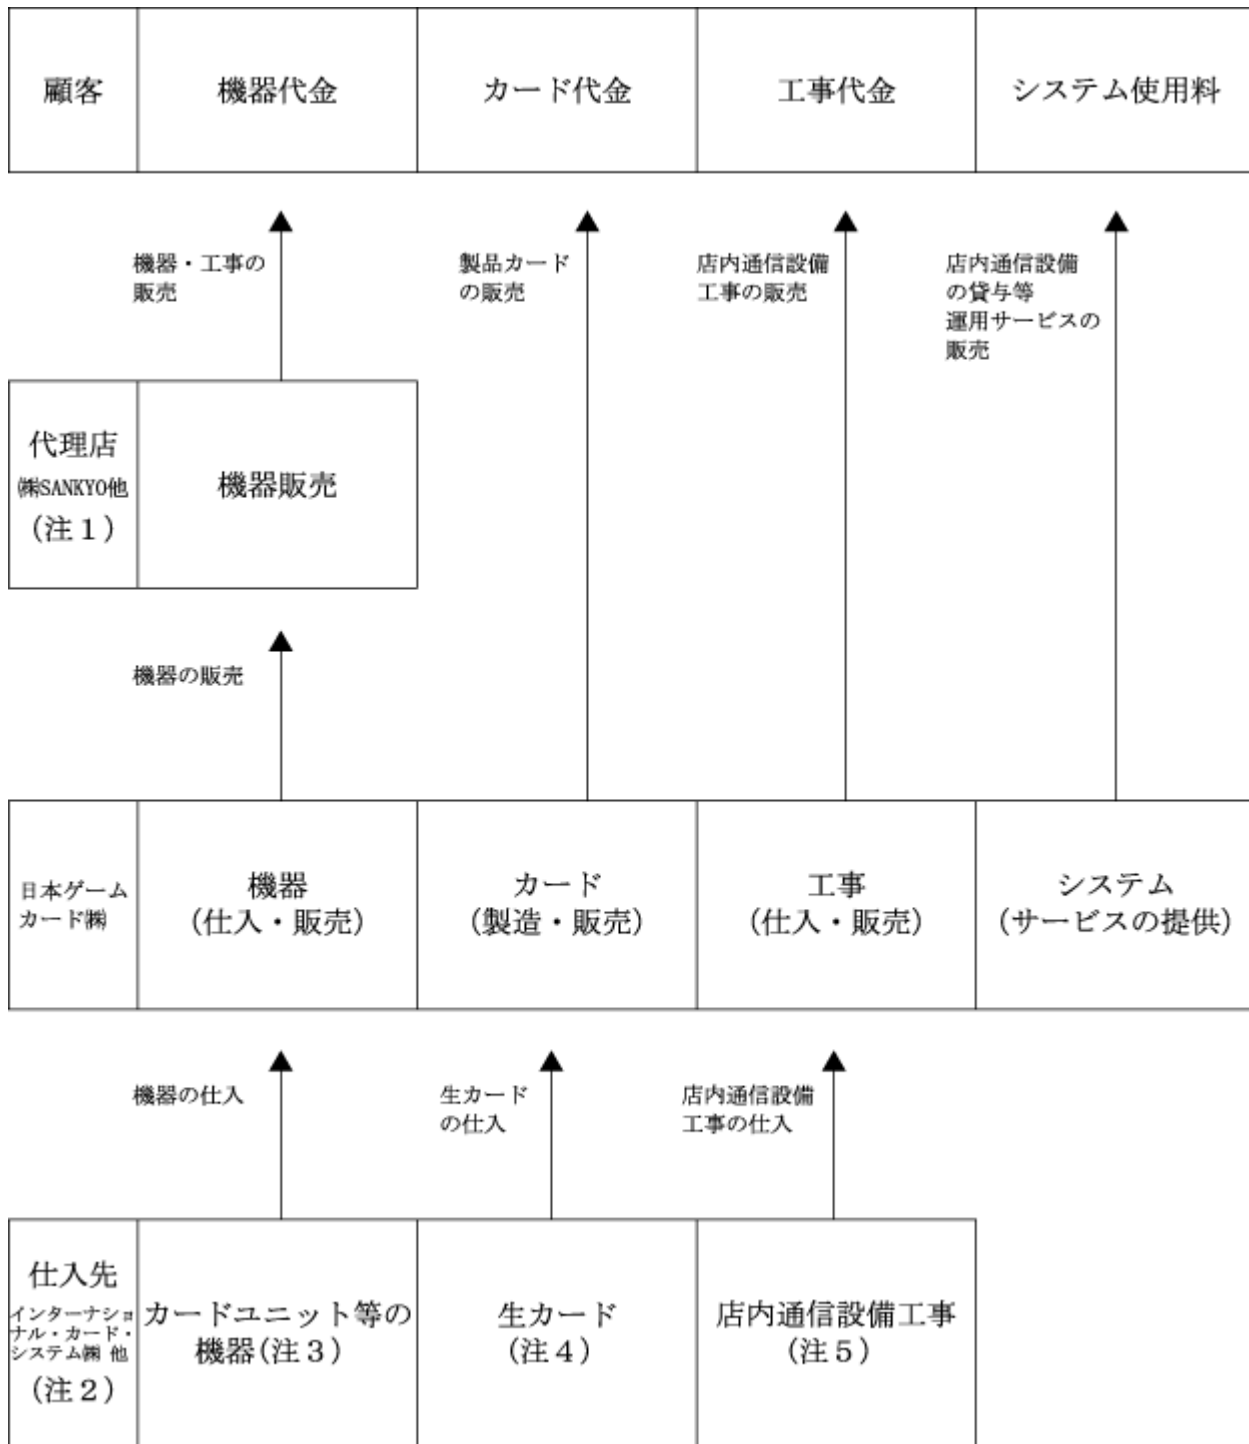 顧客
機器代金
カード代金
工事代金
システム使用料
機器・工事の
販売
製品カード
の販売
店内通信設備
工事の販売
店内通信設備
の貸与等
運用サービスの
販売
代理店
㈱SANKYO他
(注１)
機器販売
機器の販売
日本ゲーム
カード㈱
機器
(仕入・販売)
カード
(製造・販売)
工事
(仕入・販売)
システム
(サービスの提供)
機器の仕入
生カード
の仕入
店内通信設備
工事の仕入
仕入先
インターナショ
ナル・カード・
システム㈱ 他
(注２)
カードユニット等の
機器(注３)
生カード
(注４)
店内通信設備工事
(注５)